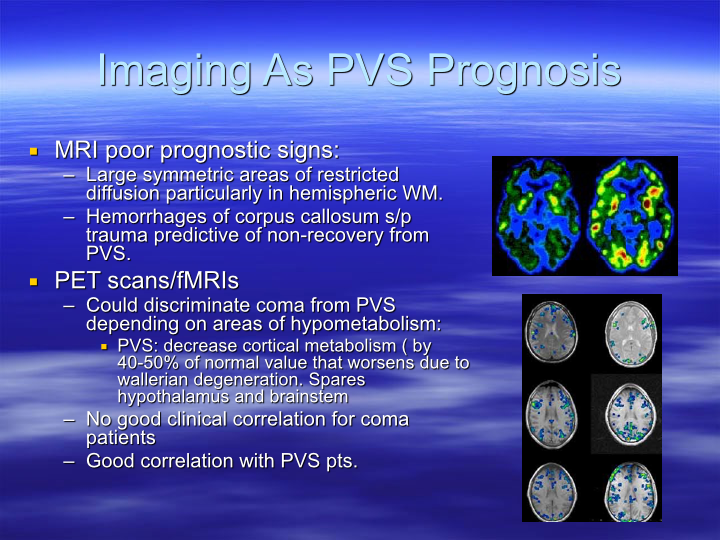 Imaging As PVS Prognosis
MRI poor prognostic signs:
– Large symmetric areas of restricted
diffusion particularly in hemispheric WM.
– Hemorrhages of corpus callosum s/p
trauma predictive of non-recovery from
PVS.
PET scans/fMRIs
– Could discriminate coma from PVS
depending on areas of hypometabolism:
PVS: decrease cortical metabolism ( by
40-50% of normal value that worsens due to
wallerian degeneration. Spares
hypothalamus and brainstem
– No good clinical correlation for coma
patients
– Good correlation with PVS pts.